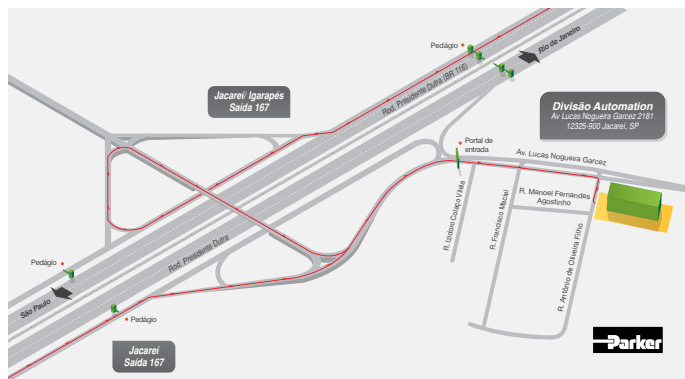 Pedágio
Rio de Janeiro
Rod. Presidente Dutra (BR 116)
Jacareí/ Igarapés
Saída 167
Divisão Automation
Av Lucas Nogueira Garcez 2181
12325-900 Jacareí, SP
Portal de
entrada
Av. Lucas Nogueira Garcez
R. Izidoro Colaço Vilela
R. Francisco Maciel
R. Manoel Fernandes
Agostinho
R. Antônio de Oliveira Filho
Rod. Presidente Dutra
Pedágio
São Paulo
Pedágio
Jacareí
Saída 167
Parker